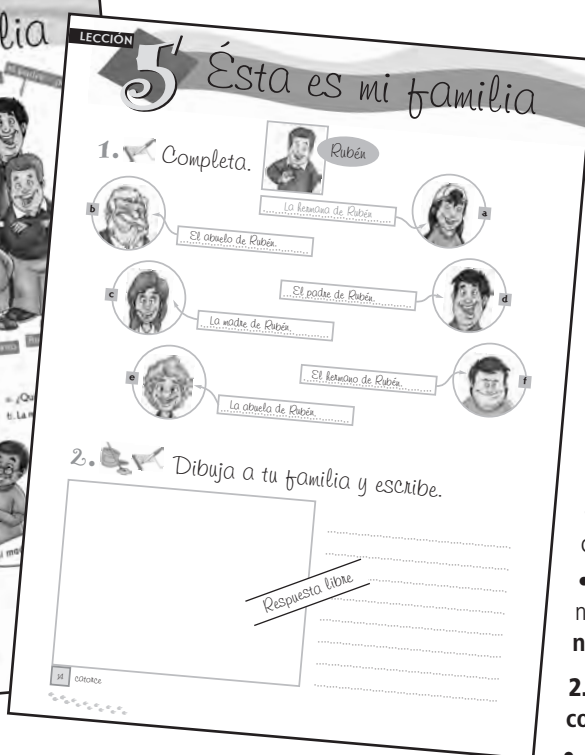 lia
LECCIÓN
5 Ésta es mi familia
1. Completa.
Rubén
La hermana de Rubén
a
b
El abuelo de Rubén.
c
La madre de Rubén.
El padre de Rubén.
d
e
La abuela de Rubén.
El hermano de Rubén.
f
2. Dibuja a tu familia y escribe.
Respuesta libre
14 catorce
2.